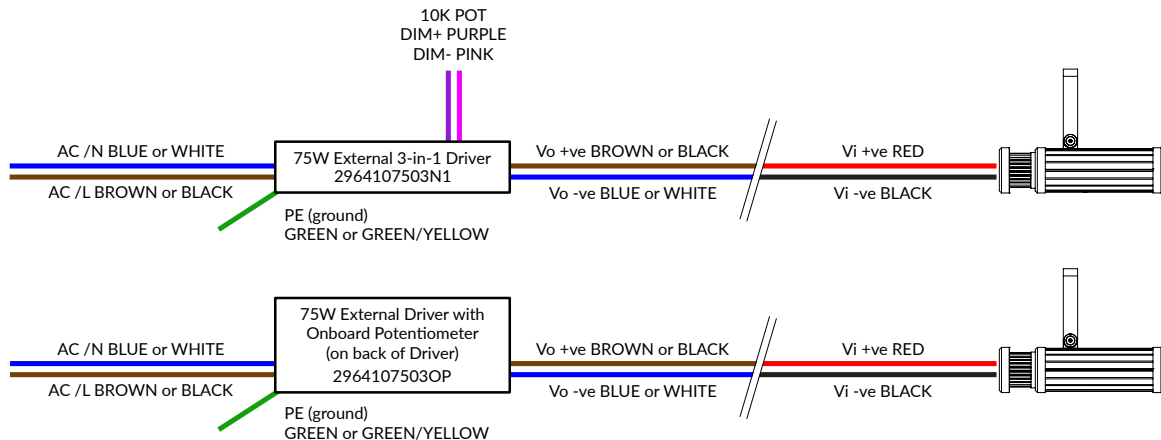 10K POT
DIM+ PURPLE
DIM- PINK
AC /N BLUE or WHITE
AC /L BROWN or BLACK
75W External 3-in-1 Driver
2964107503N1
PE (ground)
GREEN or GREEN/YELLOW
Vo +ve BROWN or BLACK
Vo -ve BLUE or WHITE
Vi +ve RED
Vi -ve BLACK
AC /N BLUE or WHITE
AC /L BROWN or BLACK
75W External Driver with
Onboard Potentiometer
(on back of Driver)
2964107503OP
PE (ground)
GREEN or GREEN/YELLOW
Vo +ve BROWN or BLACK
Vo -ve BLUE or WHITE
Vi +ve RED
Vi -ve BLACK